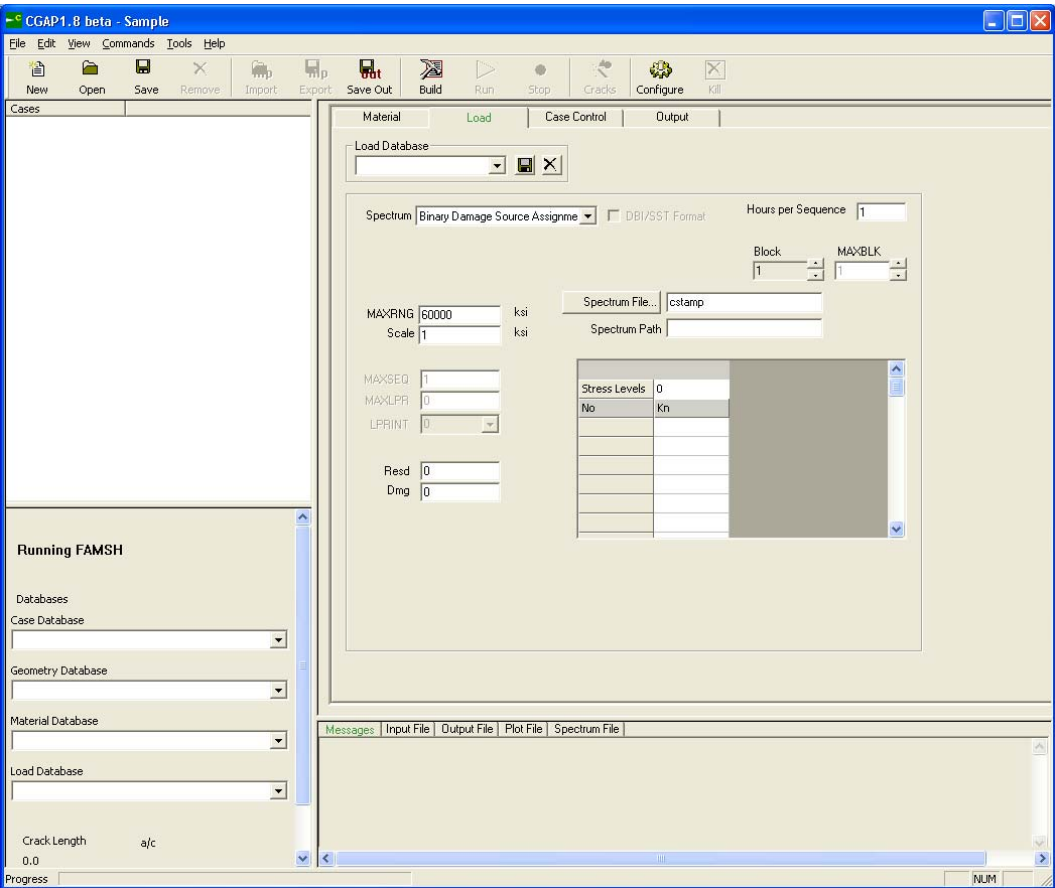 CGAP1.8 beta - Sample
File Edit View Commands Tools Help
New Open Save Remove Import Export Save Out Build Run Stop Cracks Configure Kill
Cases
Material Load Case Control Output
Load Database
Spectrum Binary Damage Source Assignme DBI/SST Format Hours per Sequence 1
Block MAXBLK
1 1
Spectrum File... cstamp
MAXRNG 60000 ksi
Spectrum Path
Scale 1 ksi
MAXSEQ 1
MAXLPR 0
LPRINT 0
Stress Levels 0
No Kn
Resd 0
Dmg 0
Running FAMSH
Databases
Case Database
Geometry Database
Material Database
Load Database
Crack Length a/c
0.0
Messages Input File Output File Plot File Spectrum File
Progress NUM